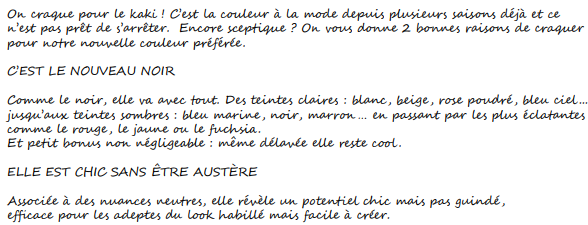 On craque pour le kaki ! C'est la couleur à la mode depuis plusieurs saisons déjà et ce
n'est pas prêt de s'arrêter. Encore sceptique ? On vous donne 2 bonnes raisons de craquer
pour notre nouvelle couleur préférée.
C'EST LE NOUVEAU NOIR
Comme le noir, elle va avec tout. Des teintes claires : blanc, beige, rose poudré, bleu ciel...
jusqu'aux teintes sombres : bleu marine, noir, marron... en passant par les plus éclatantes
comme le rouge, le jaune ou le fuchsia.
Et petit bonus non négligeable : même délavée elle reste cool.
ELLE EST CHIC SANS ÊTRE AUSTÈRE
Associée à des nuances neutres, elle révèle un potentiel chic mais pas guindé,
efficace pour les adeptes du look habillé mais facile à créer.